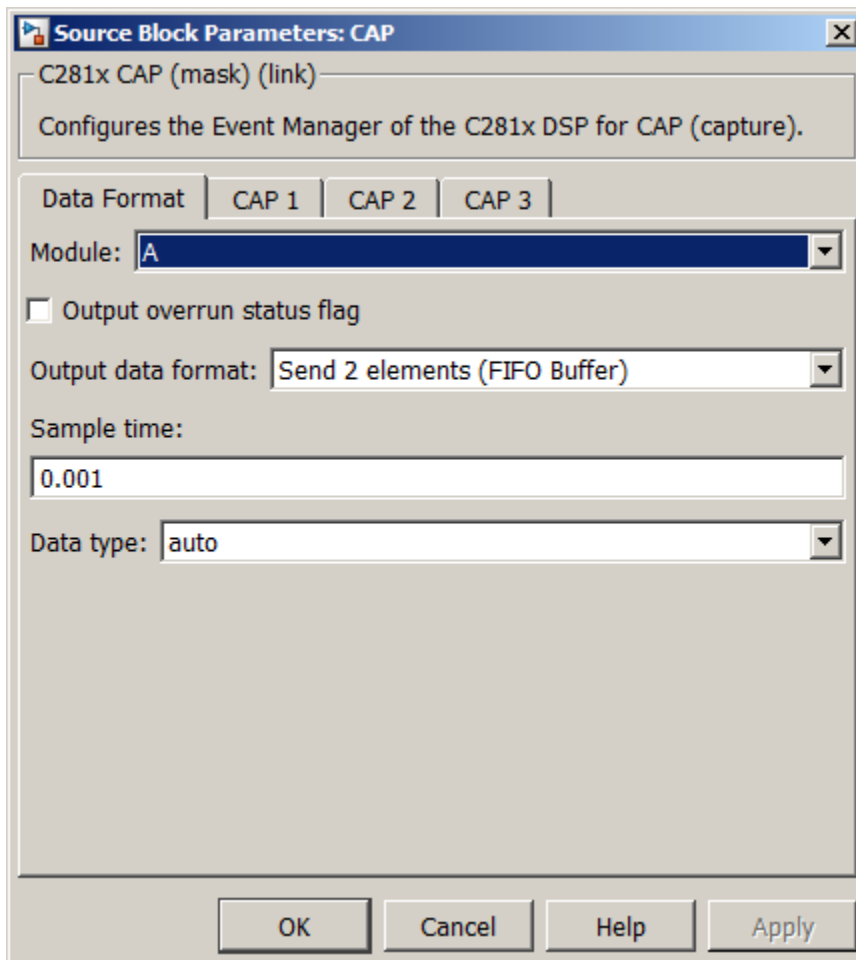 Source Block Parameters: CAP
C281x CAP (mask) (link)
Configures the Event Manager of the C281x DSP for CAP (capture).
Data Format CAP 1 CAP 2 CAP 3
Module: A
Output overrun status flag
Output data format: Send 2 elements (FIFO Buffer)
Sample time:
0.001
Data type: auto
OK Cancel Help Apply